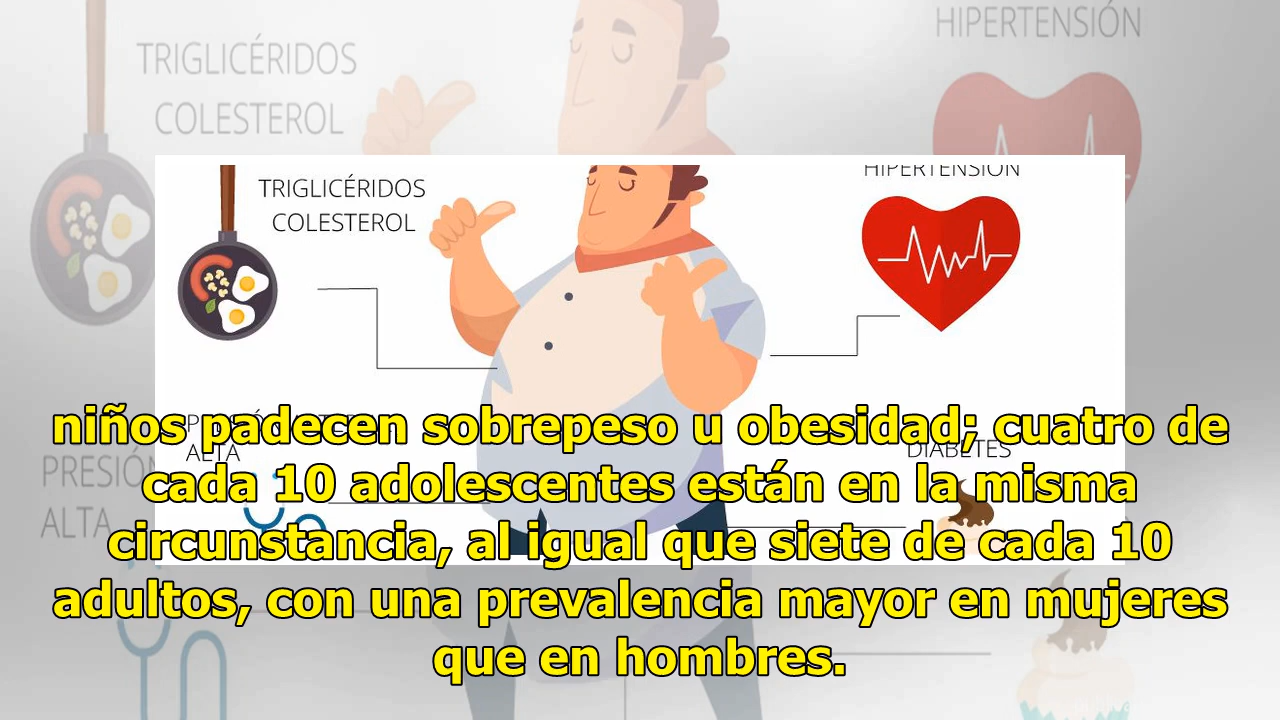 TRIGLICÉRIDOS
COLESTEROL
HIPERTENSIÓN
TRIGLICÉRIDOS
COLESTEROL
HIPERTENSIÓN
niños padecen sobrepeso u obesidad; cuatro de
cada 10 adolescentes están en la misma
circunstancia, al igual que siete de cada 10
adultos, con una prevalencia mayor en mujeres
que en hombres.
ALTA
DIABETES
PRESIÓN
ALTA